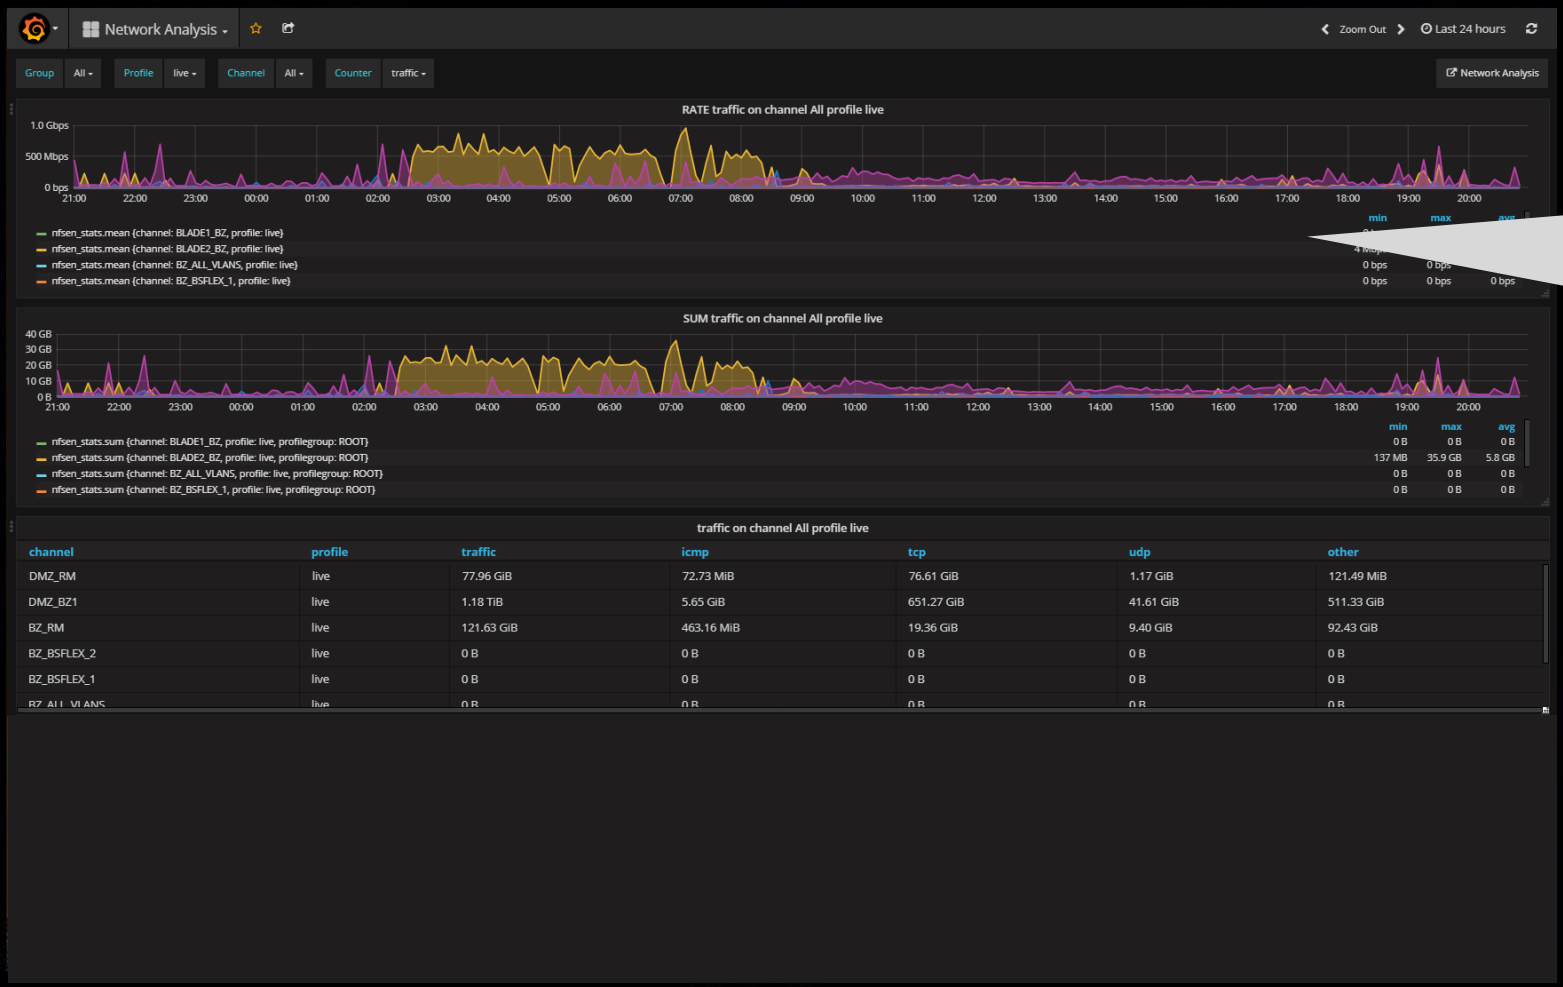 Network Analysis
Zoom Out
Last 24 hours
Group All Profile live Channel All Counter traffic
Network Analysis
RATE traffic on channel All profile live
1.0 Gbps
500 Mbps
0 bps
21:00 22:00 23:00 00:00 01:00 02:00 03:00 04:00 05:00 06:00 07:00 08:00 09:00 10:00 11:00 12:00 13:00 14:00 15:00 16:00 17:00 18:00 19:00 20:00
min max avg
nfsen_stats.mean {channel: BLADE1_BZ, profile: live}
nfsen_stats.mean {channel: BLADE2_BZ, profile: live}
nfsen_stats.mean {channel: BZ_ALL_VLANS, profile: live} 0 bps 0 bps
nfsen_stats.mean {channel: BZ_BSFLEX_1, profile: live} 0 bps 0 bps 0 bps
SUM traffic on channel All profile live
40 GB
30 GB
20 GB
10 GB
0 B
21:00 22:00 23:00 00:00 01:00 02:00 03:00 04:00 05:00 06:00 07:00 08:00 09:00 10:00 11:00 12:00 13:00 14:00 15:00 16:00 17:00 18:00 19:00 20:00
min max avg
nfsen_stats.sum {channel: BLADE1_BZ, profile: live, profilegroup: ROOT} 0 B 0 B 0 B
nfsen_stats.sum {channel: BLADE2_BZ, profile: live, profilegroup: ROOT} 137 MB 35.9 GB 5.8 GB
nfsen_stats.sum {channel: BZ_ALL_VLANS, profile: live, profilegroup: ROOT} 0 B 0 B 0 B
nfsen_stats.sum {channel: BZ_BSFLEX_1, profile: live, profilegroup: ROOT} 0 B 0 B 0 B
traffic on channel All profile live
channel profile traffic icmp tcp udp other
DMZ_RM live 77.96 GiB 72.73 MiB 76.61 GiB 1.17 GiB 121.49 MiB
DMZ_BZ1 live 1.18 TiB 5.65 GiB 651.27 GiB 41.61 GiB 511.33 GiB
BZ_RM live 121.63 GiB 463.16 MiB 19.36 GiB 9.40 GiB 92.43 GiB
BZ_BSFLEX_2 live 0 B 0 B 0 B 0 B 0 B
BZ_BSFLEX_1 live 0 B 0 B 0 B 0 B 0 B
BZ_ALL_VLANS live 0 B 0 B 0 B 0 B 0 B